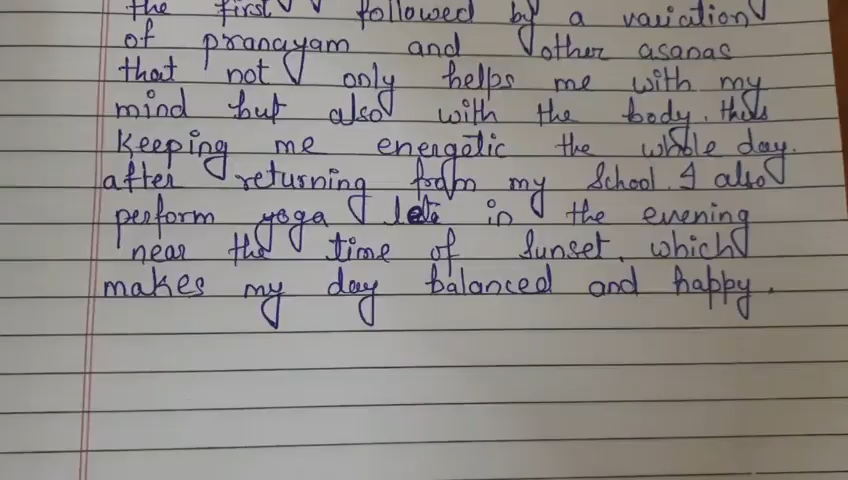 the first followed by a variation
of pranayam and other asanas
that not only helps me with my
mind but also with the body. thus
keeping me energetic the whole day.
after returning from my School. I also
perform yoga late in the evening
near the time of sunset, which
makes my day balanced and happy.